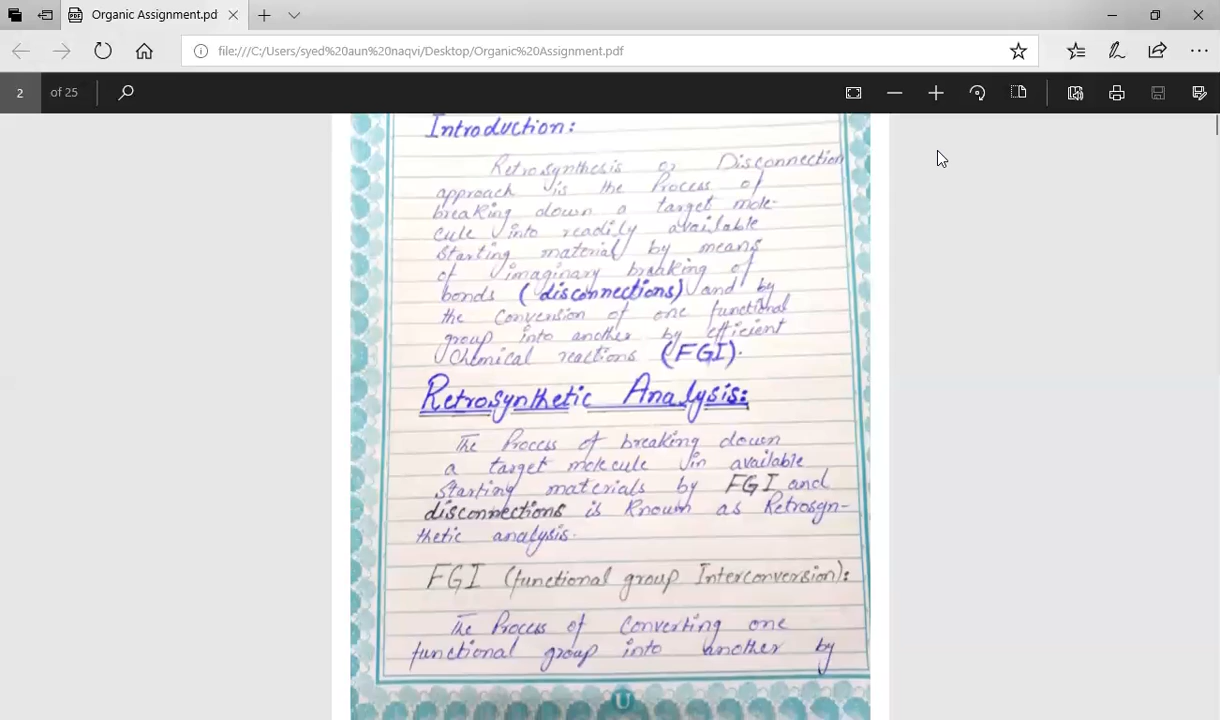 Organic Assignment.pdf
file:///C:/Users/syed%20aun%20naqvi/Desktop/Organic%20Assignment.pdf
2 of 25
Introduction:
Retrosynthesis or Disconnection
approach is the Process of
breaking down a target mole-
cule into readily available
starting material by means
of imaginary braking of
bonds (disconnections) and by
the conversion of one functional
group into another by efficient
Chemical reactions (FGI).
Retrosynthetic Analysis:
The Process of breaking down
a target molecule in available
starting materials by FGI and
disconnections is Known as Retrosyn-
thetic analysis.
FGI (functional group Interconversion):
The Process of converting one
functional group into another by
U